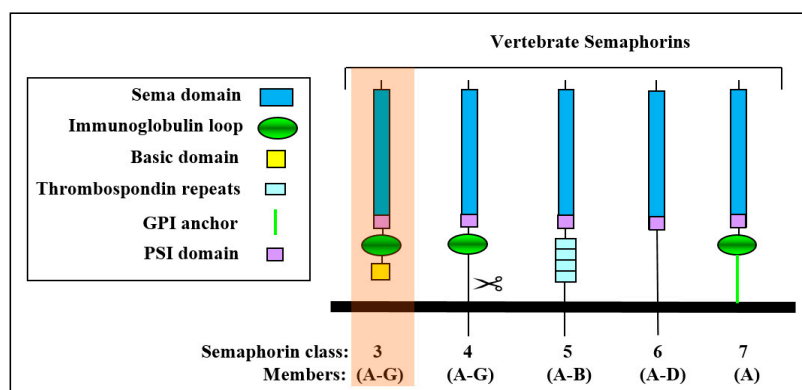 Vertebrate Semaphorins
Sema domain
Immunoglobulin loop
Basic domain
Thrombospondin repeats
GPI anchor
PSI domain
Semaphorin class: 3 4 5 6 7
Members: (A-G) (A-G) (A-B) (A-D) (A)